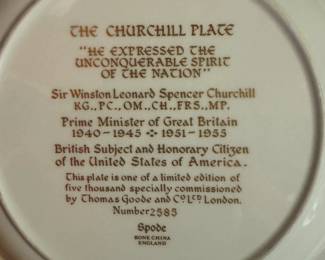 THE CHURCHILL PLATE
"HE EXPRESSED THE
UNCONQUERABLE SPIRIT
OF THE NATION"
Sir Winston Leonard Spencer Churchill
KG., PC., OM., CH., FRS., MP.
Prime Minister of Great Britain
1940-1945 ✣ 1951-1955
British Subject and Honorary Citizen
of the United States of America.
This plate is one of a limited edition of
five thousand specially commissioned
by Thomas Goode and Co Ltd London.
Number 2585
Spode
BONE CHINA
ENGLAND